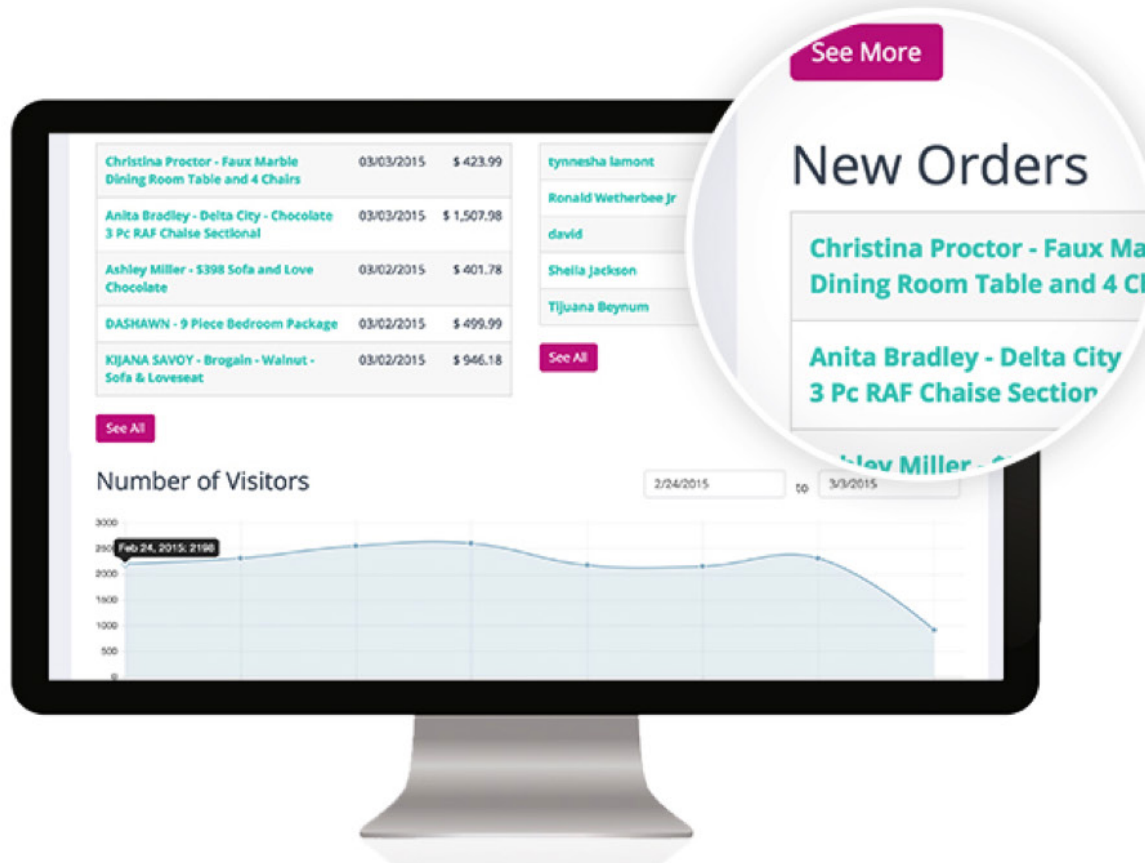 See More
New Orders
Christina Proctor - Faux Ma
Dining Room Table and 4 Ch
Anita Bradley - Delta City
3 Pc RAF Chaise Section
Ashley Miller -
Christina Proctor - Faux Marble 03/03/2015 $ 423.99
Dining Room Table and 4 Chairs
Anita Bradley - Delta City - Chocolate 03/03/2015 $ 1,507.98
3 Pc RAF Chaise Sectional
Ashley Miller - $398 Sofa and Love 03/02/2015 $ 401.78
Chocolate
DASHAWN - 9 Piece Bedroom Package 03/02/2015 $ 499.99
KIJANA SAVOY - Brogain - Walnut - 03/02/2015 $ 946.18
Sofa & Loveseat
See All
tynnesha lamont
Ronald Wetherbee Jr
david
Sheila Jackson
Tijuana Beynum
See All
Number of Visitors
2/24/2015 to 3/3/2015
3000
2500
Feb 24, 2015: 2198
2000
1500
1000
500
0